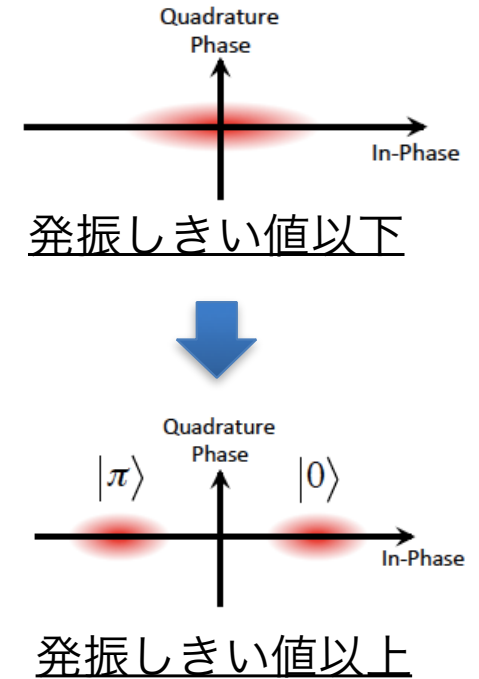 Quadrature
Phase
In-Phase
発振しきい値以下
Quadrature
Phase
|π⟩
|0⟩
In-Phase
発振しきい値以上